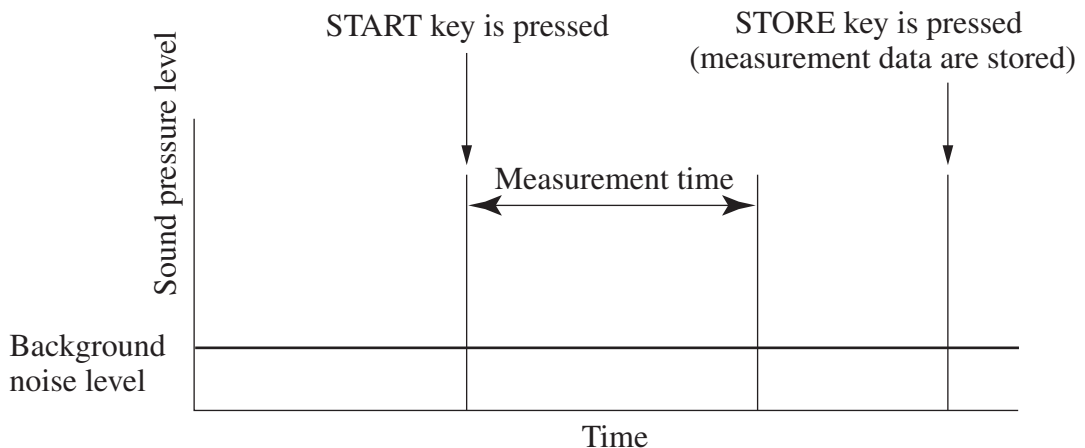 START key is pressed
STORE key is pressed
(measurement data are stored)
Sound pressure level
Measurement time
Background
noise level
Time